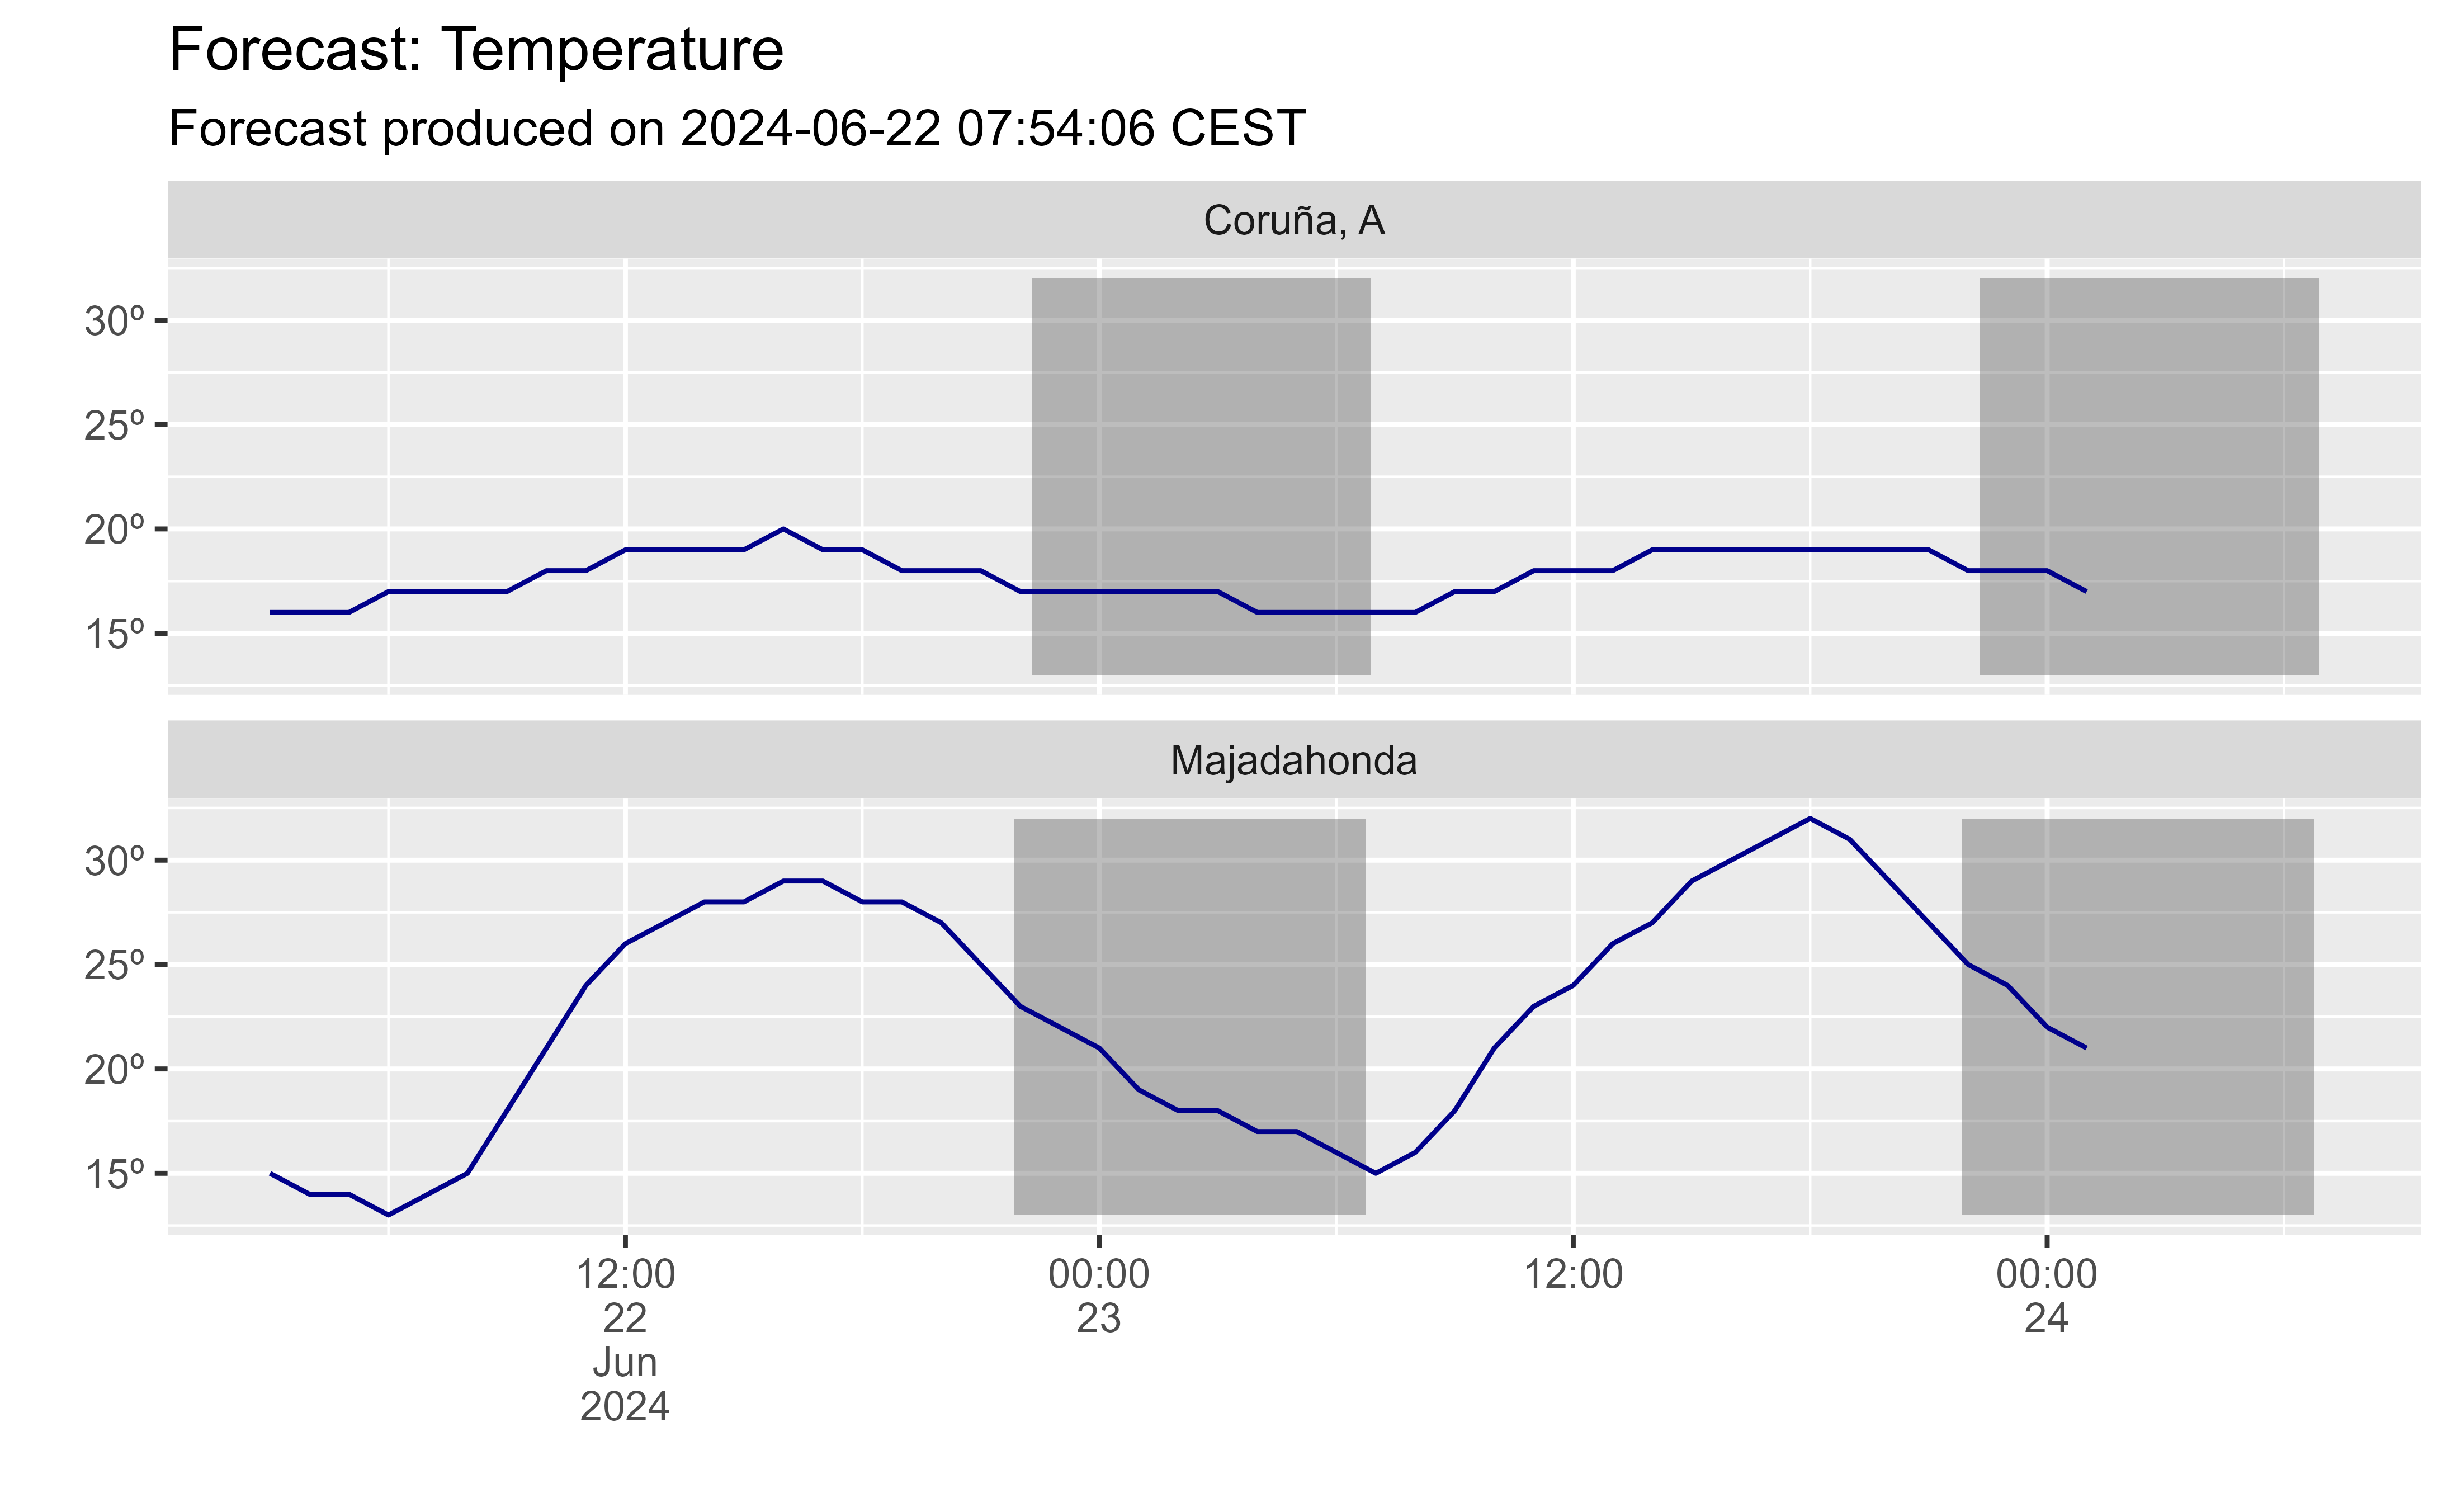 Forecast: Temperature
Forecast produced on 2024-06-22 07:54:06 CEST
Coruña, A
30º
25º
20º
15º
Majadahonda
30º
25º
20º
15º
12:00 00:00 12:00 00:00
22 23 24
Jun
2024